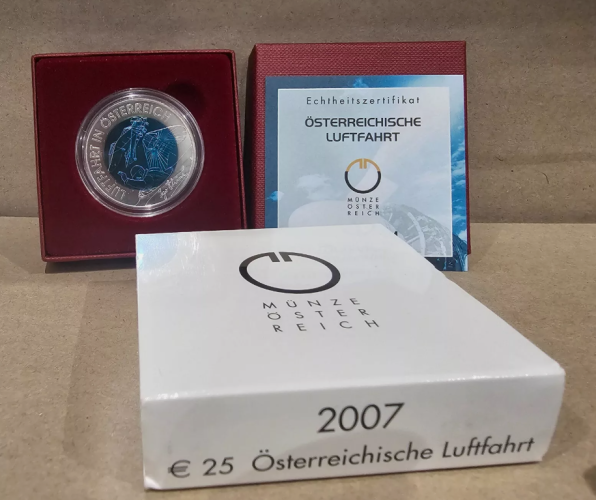 LUFTFAHRT IN ÖSTERREICH
Echtheitszertifikat
ÖSTERREICHISCHE
LUFTFAHRT
MÜNZE
ÖSTER
REICH
MÜNZE
ÖSTER
REICH
2007
€ 25 Österreichische Luftfahrt